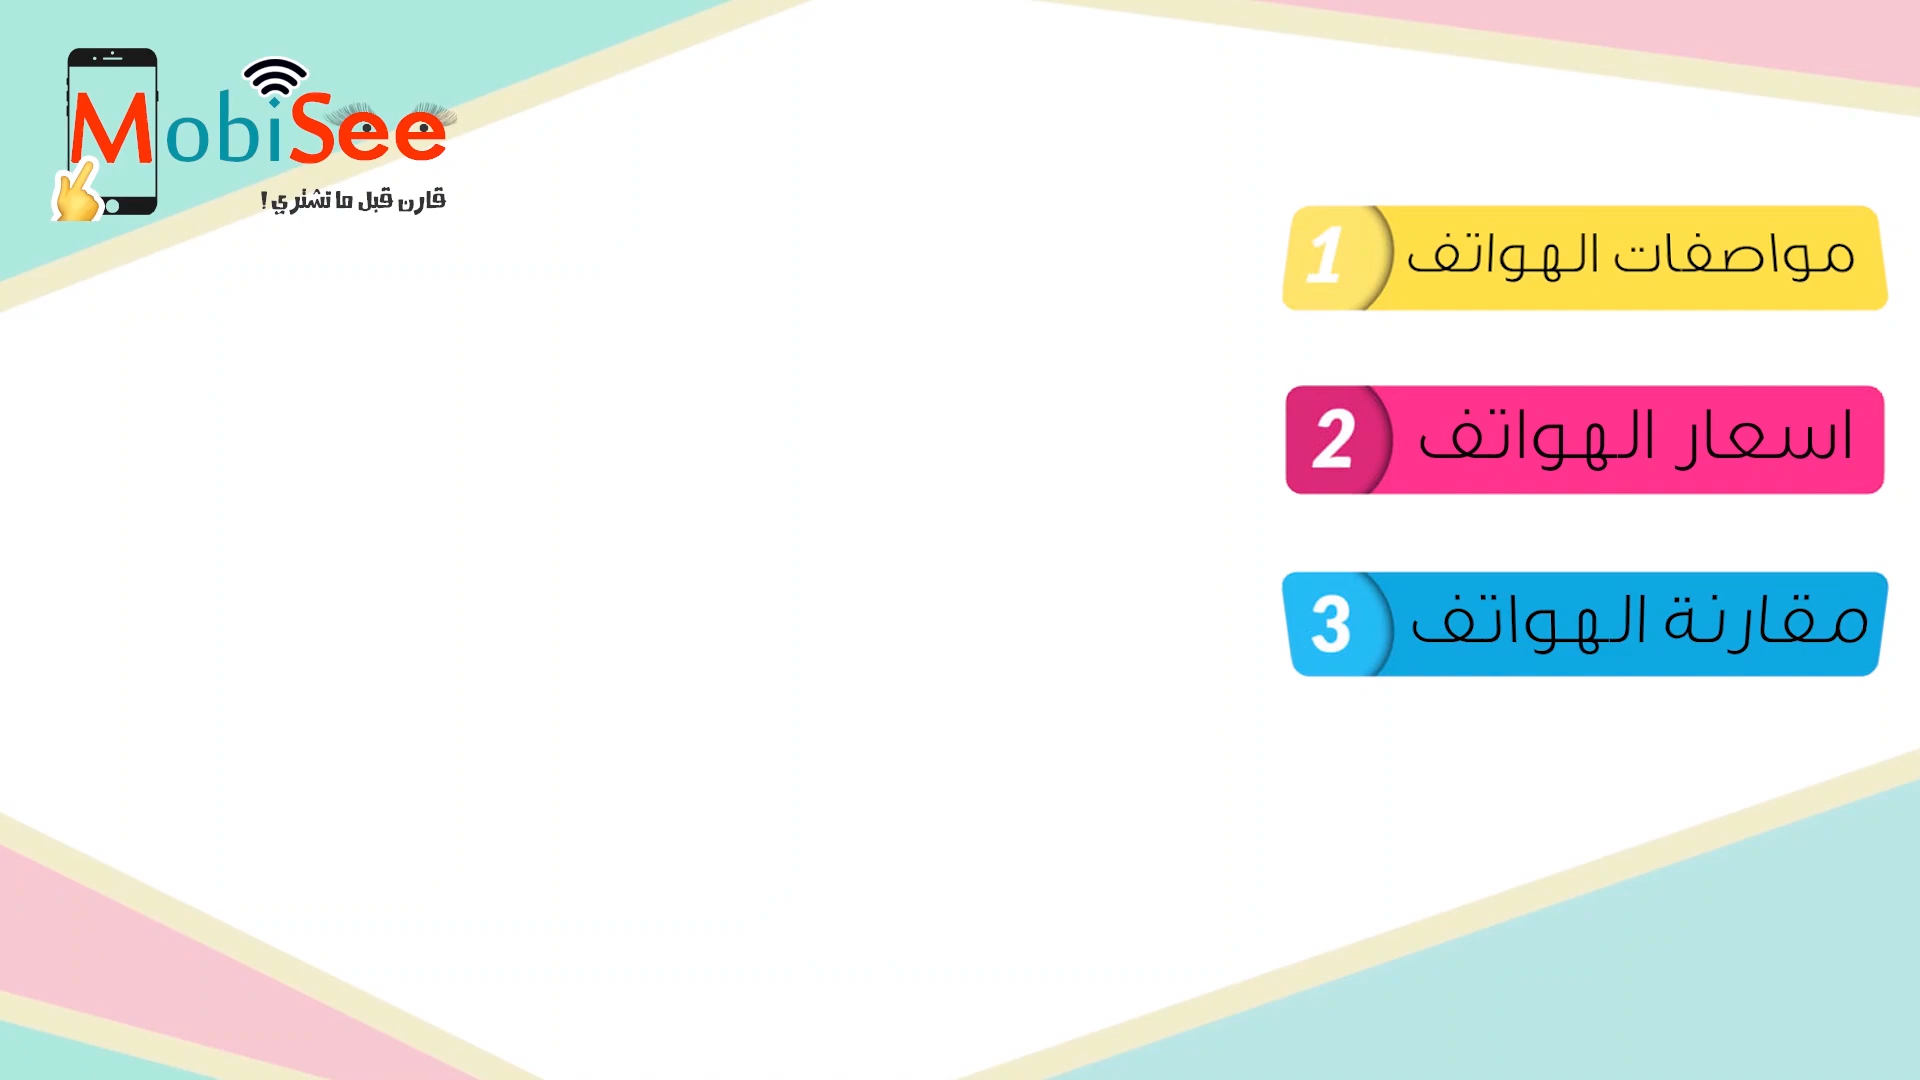 MobiSee
قارن قبل ما تشتري !
1 مواصفات الهواتف
2 اسعار الهواتف
3 مقارنة الهواتف